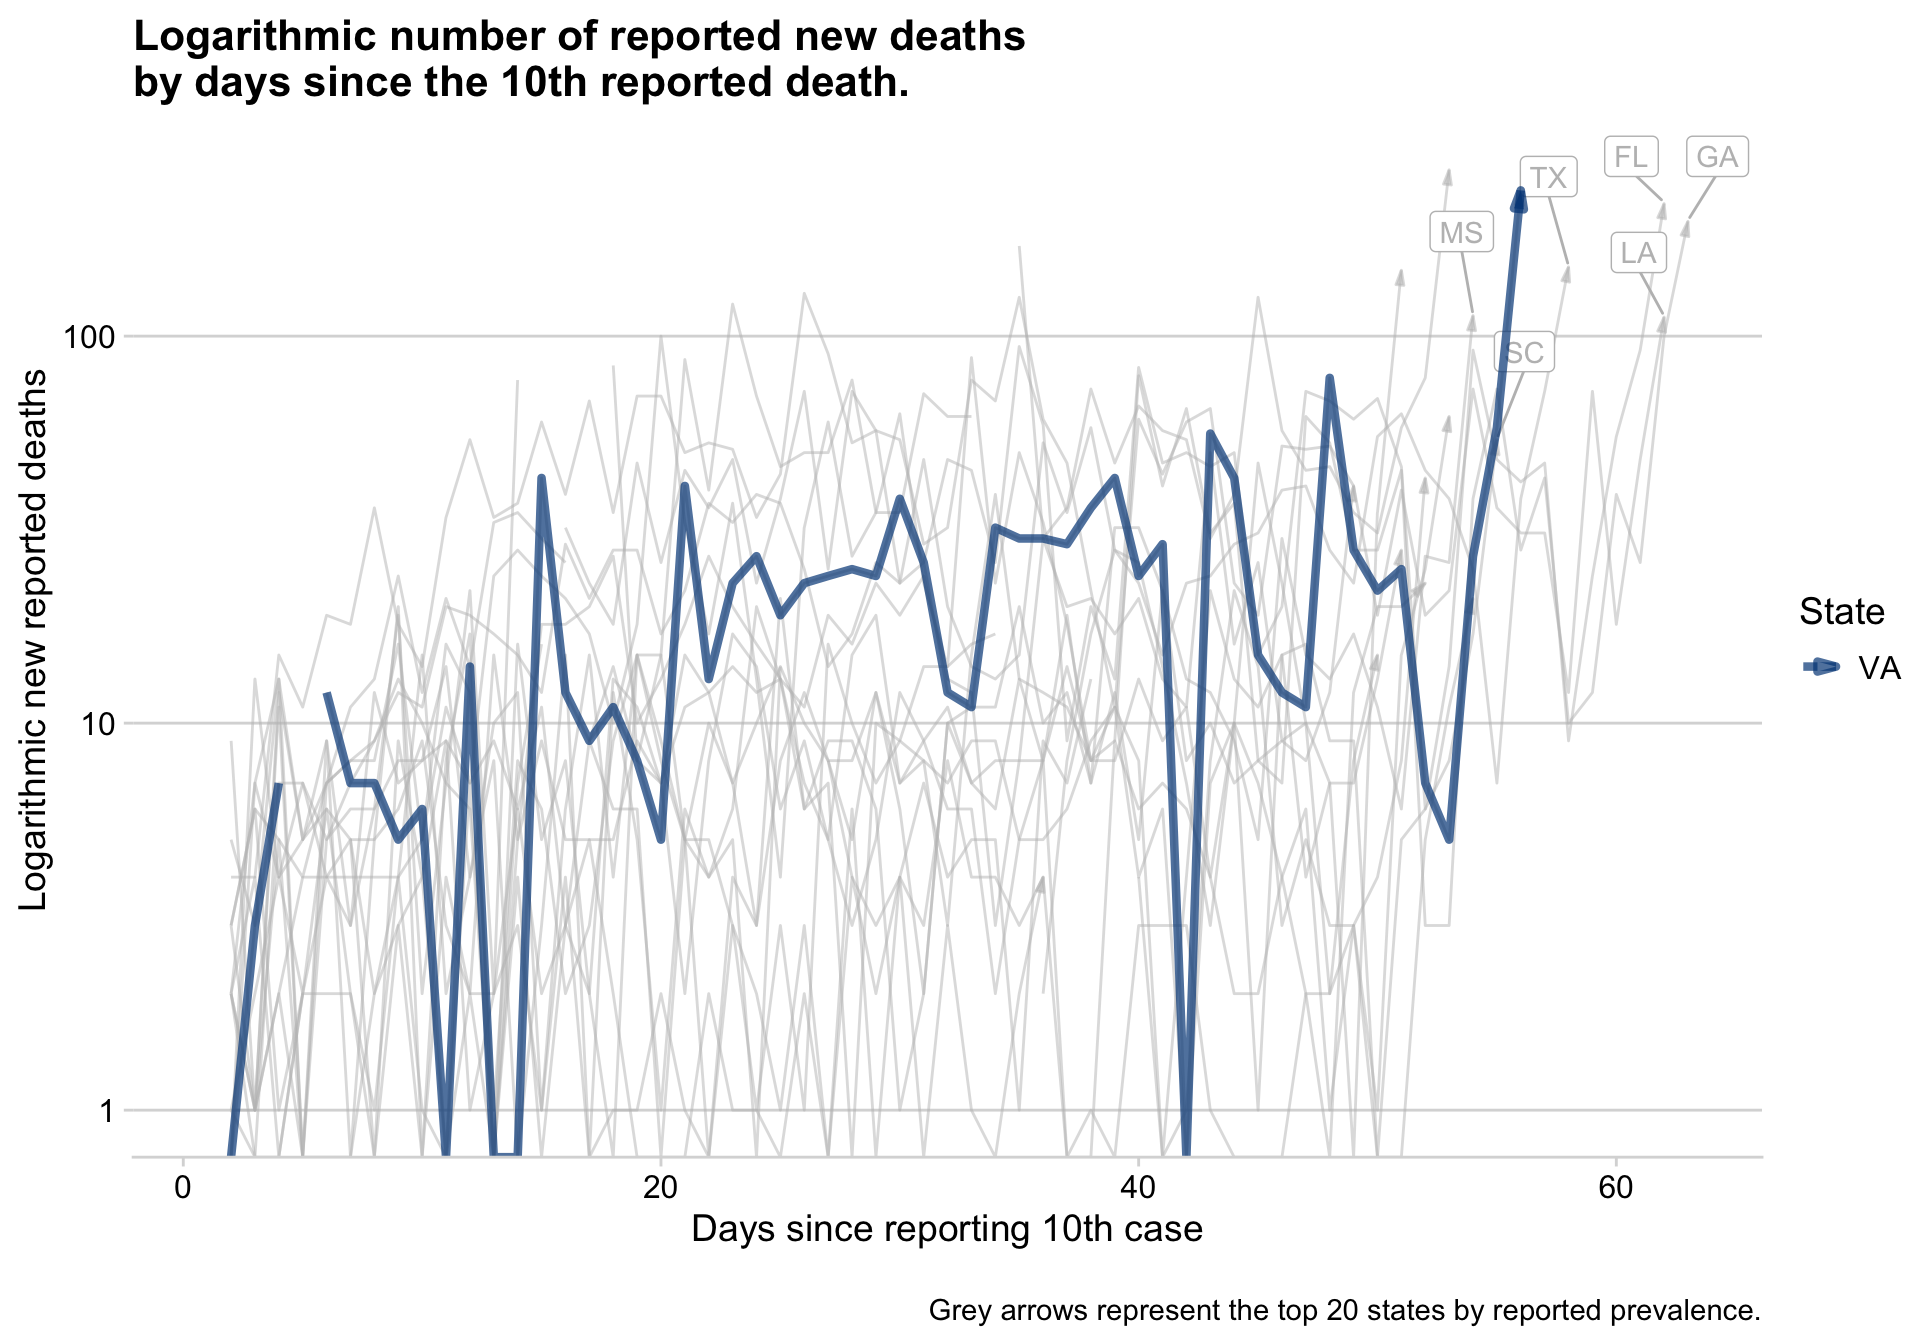 Logarithmic number of reported new deaths
by days since the 10th reported death.
FL
GA
TX
MS
LA
SC
100
10
1
Logarithmic new reported deaths
State
VA
0
20
40
60
Days since reporting 10th case
Grey arrows represent the top 20 states by reported prevalence.